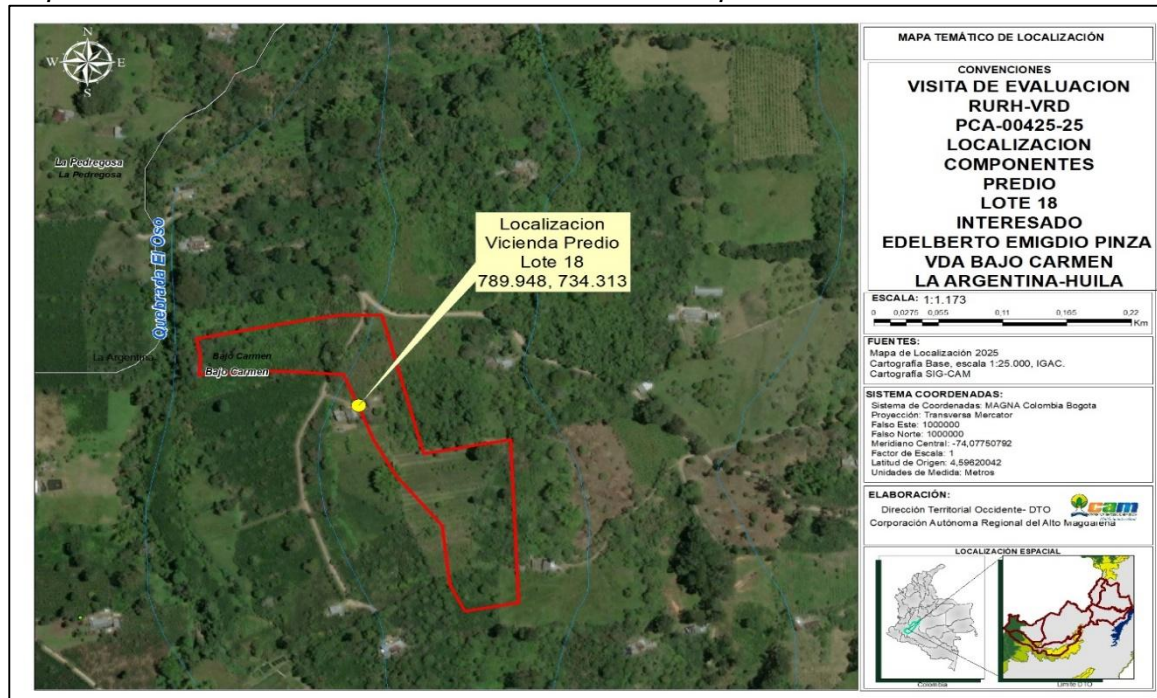 N
W E
S
La Pedregosa
La Pedregosa
Quebrada El Oso
La Argentina
Bajo Carmen
Bajo Carmen
Localizacion
Vicienda Predio
Lote 18
789.948, 734.313
MAPA TEMÁTICO DE LOCALIZACIÓN
CONVENCIONES
VISITA DE EVALUACION
RURH-VRD
PCA-00425-25
LOCALIZACION
COMPONENTES
PREDIO
LOTE 18
INTERESADO
EDELBERTO EMIGDIO PINZA
VDA BAJO CARMEN
LA ARGENTINA-HUILA
ESCALA: 1:1.173
0 0,0275 0,055 0,11 0,165 0,22
Km
FUENTES:
Mapa de Localización 2025
Cartografía Base, escala 1:25.000, IGAC.
Cartografía SIG-CAM
SISTEMA COORDENADAS:
Sistema de Coordenadas: MAGNA Colombia Bogota
Proyección: Transversa Mercator
Falso Este: 1000000
Falso Norte: 1000000
Meridiano Central: -74,07750792
Factor de Escala: 1
Latitud de Origen: 4,59620042
Unidades de Medida: Metros
ELABORACIÓN:
Dirección Territorial Occidente- DTO
Corporación Autónoma Regional del Alto Magdalena
cam
LOCALIZACIÓN ESPACIAL
Colombia
Limite DTO